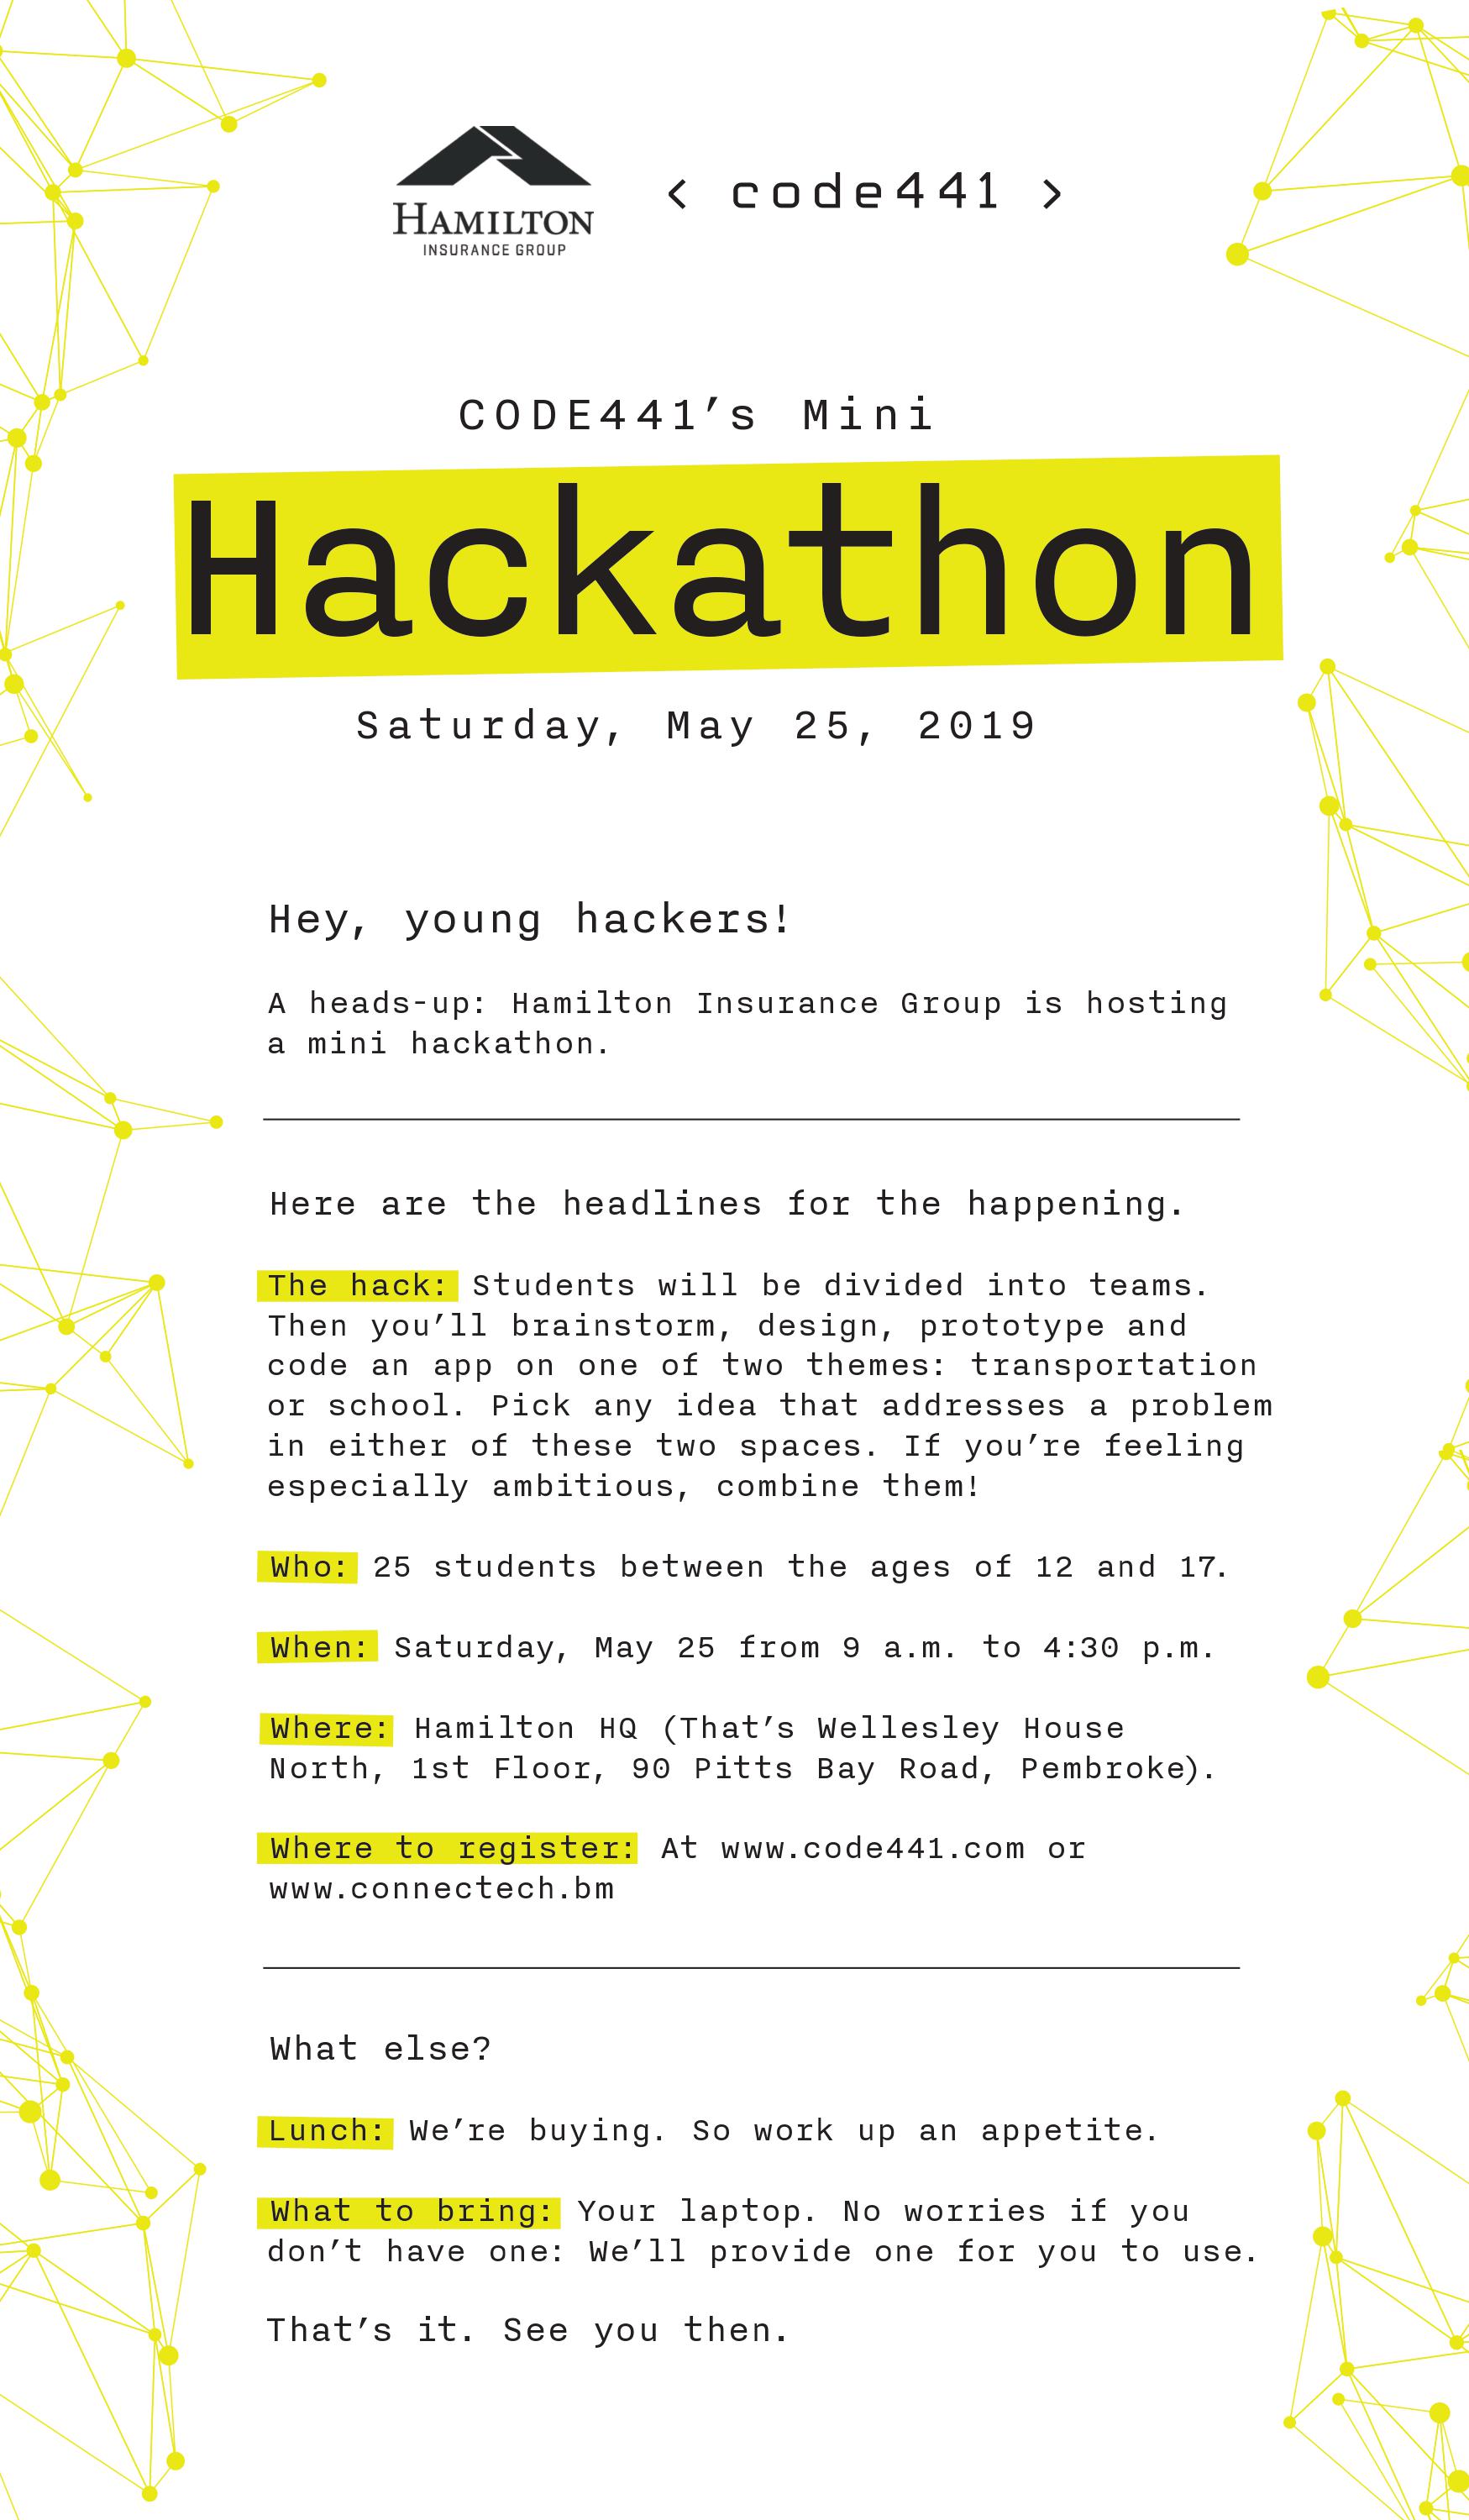 HAMILTON
INSURANCE GROUP
< code441 >
CODE441’s Mini
Hackathon
Saturday, May 25, 2019
Hey, young hackers!
A heads-up: Hamilton Insurance Group is hosting
a mini hackathon.
Here are the headlines for the happening.
The hack: Students will be divided into teams.
Then you’ll brainstorm, design, prototype and
code an app on one of two themes: transportation
or school. Pick any idea that addresses a problem
in either of these two spaces. If you’re feeling
especially ambitious, combine them!
Who: 25 students between the ages of 12 and 17.
When: Saturday, May 25 from 9 a.m. to 4:30 p.m.
Where: Hamilton HQ (That’s Wellesley House
North, 1st Floor, 90 Pitts Bay Road, Pembroke).
Where to register: At www.code441.com or
www.connectech.bm
What else?
Lunch: We’re buying. So work up an appetite.
What to bring: Your laptop. No worries if you
don’t have one: We’ll provide one for you to use.
That’s it. See you then.